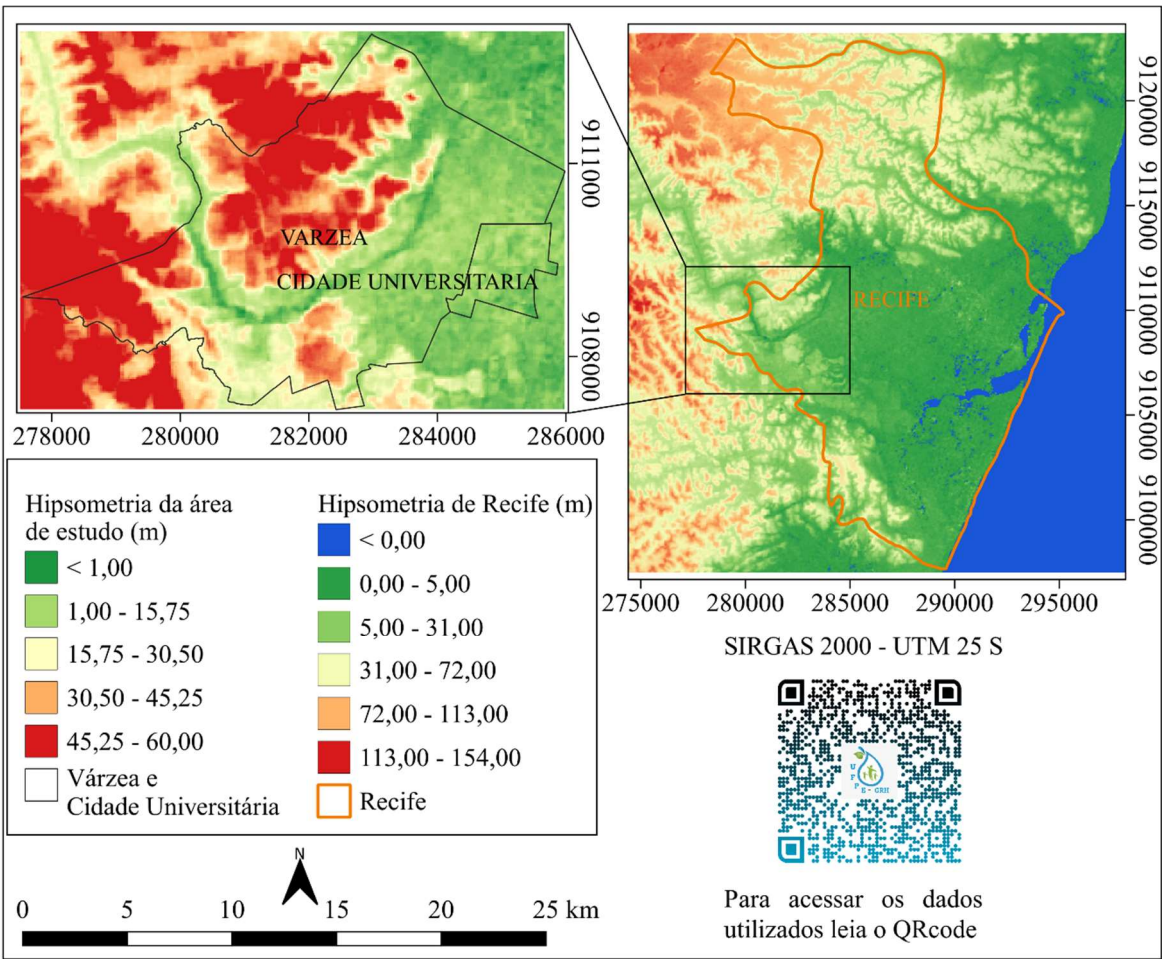 VARZEA
CIDADE UNIVERSITARIA
9111000
9108000
278000
280000
282000
284000
286000
RECIFE
9120000
9115000
9110000
9105000
9100000
275000
280000
285000
290000
295000
SIRGAS 2000 - UTM 25 S
Hipsometria da área
de estudo (m)
< 1,00
1,00 - 15,75
15,75 - 30,50
30,50 - 45,25
45,25 - 60,00
Várzea e
Cidade Universitária
Hipsometria de Recife (m)
< 0,00
0,00 - 5,00
5,00 - 31,00
31,00 - 72,00
72,00 - 113,00
113,00 - 154,00
Recife
N
0 5 10 15 20 25 km
U
F
P
E - GRH
Para acessar os dados
utilizados leia o QRcode